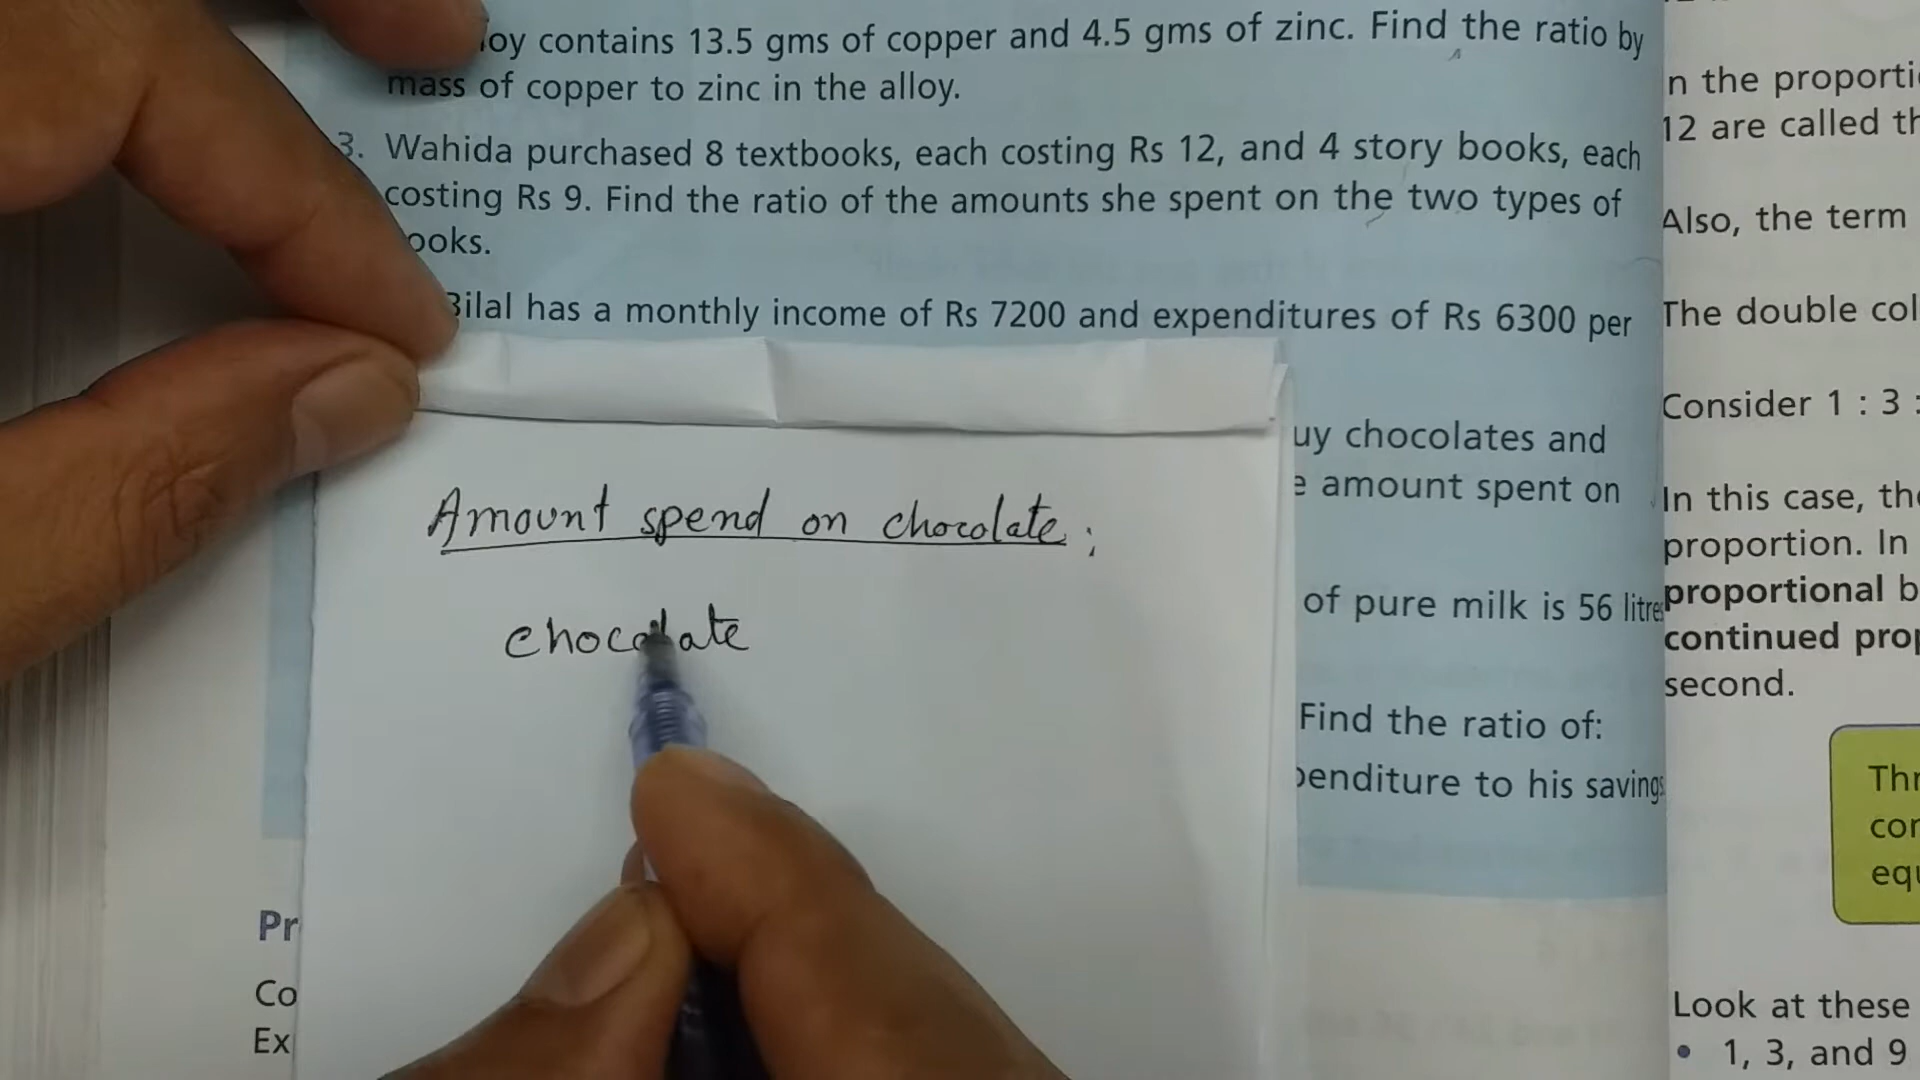 contains 13.5 gms of copper and 4.5 gms of zinc. Find the ratio by
mass of copper to zinc in the alloy.
3. Wahida purchased 8 textbooks, each costing Rs 12, and 4 story books, each
costing Rs 9. Find the ratio of the amounts she spent on the two types of
ooks.
Bilal has a monthly income of Rs 7200 and expenditures of Rs 6300 per
uy chocolates and
e amount spent on
of pure milk is 56 litre
Find the ratio of:
penditure to his savings
Amount spend on chocolate :
chocolate
Pr
Co
Ex
n the proporti
12 are called th
Also, the term
The double col
Consider 1 : 3 :
In this case, the
proportion. In
proportional b
continued prop
second.
Thr
cor
equ
Look at these
• 1, 3, and 9